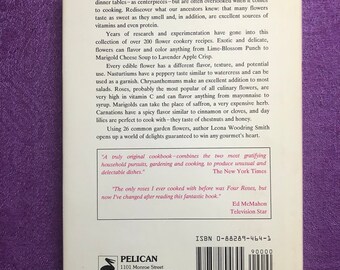 dinner tables— as centerpieces— but are often overlooked when it comes
to cooking. Rediscover what our ancestors knew: that many flowers
taste as sweet as they smell and, in addition, are excellent sources of
vitamins and even protein.
Years of research and experimentation have gone into this
collection of over 200 flower cookery recipes. Exotic and delicate,
flowers can flavor and color anything from Lime-Blossom Punch to
Marigold Cheese Soup to Lavender Apple Crisp.
Every edible flower has a different flavor, texture, and potential
use. Nasturtiums have a peppery taste similar to watercress and can be
used as a garnish. Chrysanthemums make an excellent addition to most
salads. Roses, probably the most popular of all culinary flowers, are
very high in vitamin C and can flavor anything from mayonnaise to
syrup. Marigolds can take the place of saffron, a very expensive herb.
Carnations have a spicy flavor similar to cinnamon or cloves, and day
lilies are perfect to cook with—they taste of chestnuts and honey.
Using 26 common garden flowers, author Leona Woodring Smith
opens up a world of delights guaranteed to win any gourmet's heart.
"A truly original cookbook—combines the two most gratifying
household pursuits, gardening and cooking, to produce unusual and
delectable dishes."
The New York Times
"The only roses I ever cooked with before was Four Roses, but
now I've changed after reading this fantastic book."
Ed McMahon
Television Star
ISBN 0-88289-464-1
90000
PELICAN
1101 Monroe Street